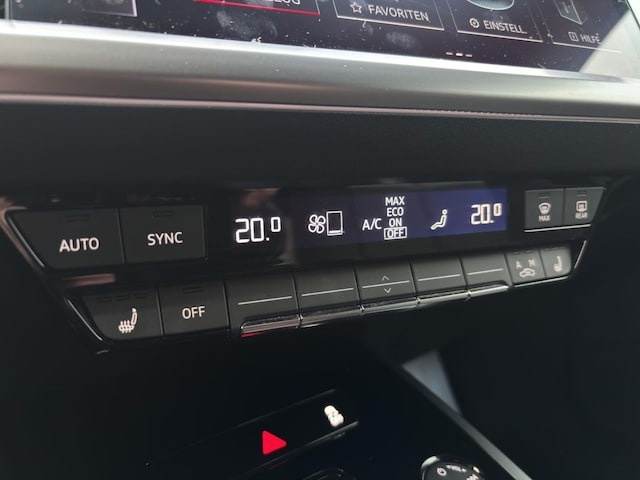 FAVORITEN
EINSTELL
HILFE
AUTO
SYNC
20.0
A/C
MAX
ECO
ON
OFF
20.0
MAX
REAR
OFF
A M